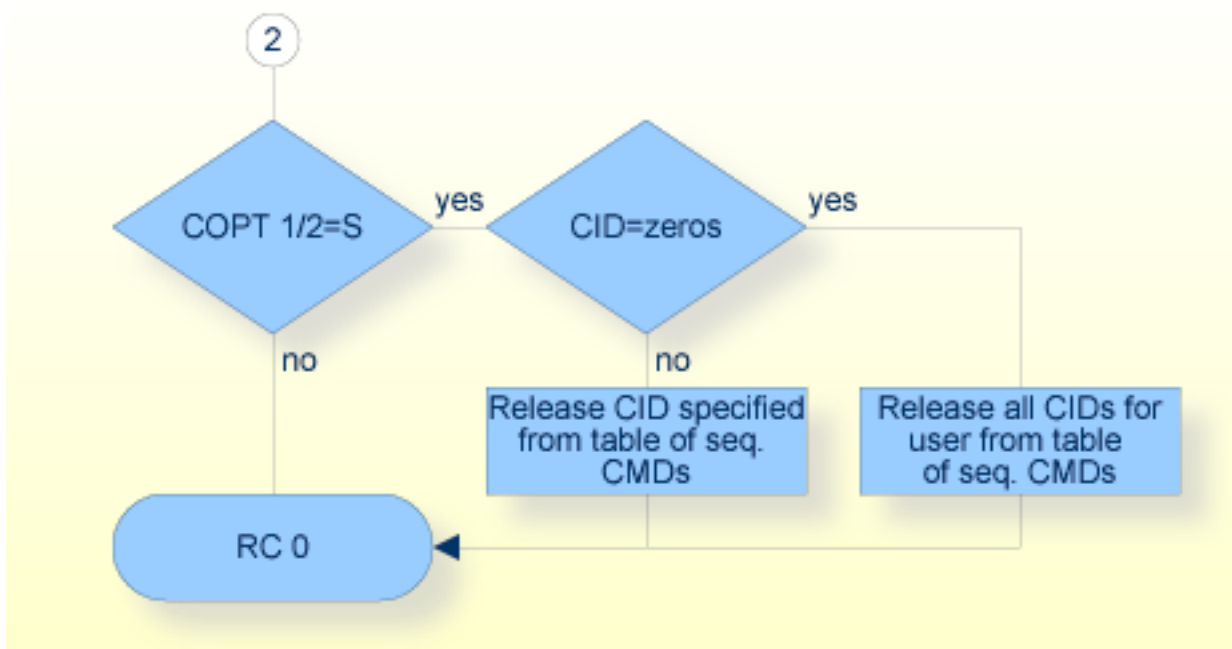 2
COPT 1/2=S
yes
CID=zeros
yes
no
no
Release CID specified
from table of seq.
CMDs
Release all CIDs for
user from table
of seq. CMDs
RC 0